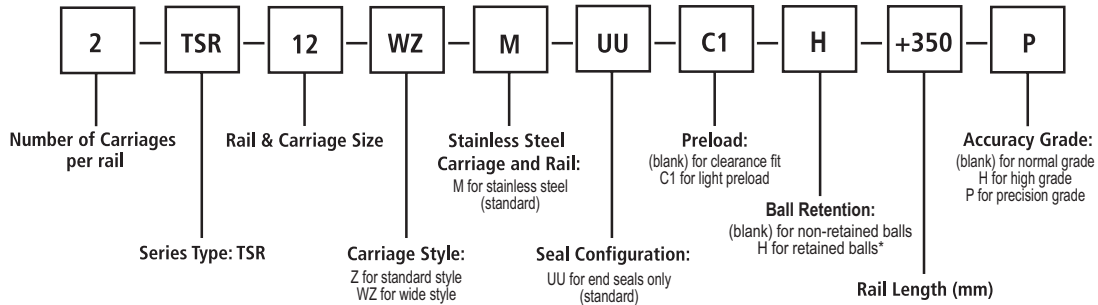 2 – TSR – 12 – WZ – M – UU – C1 – H – +350 – P
Number of Carriages
per rail
Series Type: TSR
Rail & Carriage Size
Carriage Style:
Z for standard style
WZ for wide style
Stainless Steel
Carriage and Rail:
M for stainless steel
(standard)
Seal Configuration:
UU for end seals only
(standard)
Preload:
(blank) for clearance fit
C1 for light preload
Ball Retention:
(blank) for non-retained balls
H for retained balls*
Rail Length (mm)
Accuracy Grade:
(blank) for normal grade
H for high grade
P for precision grade